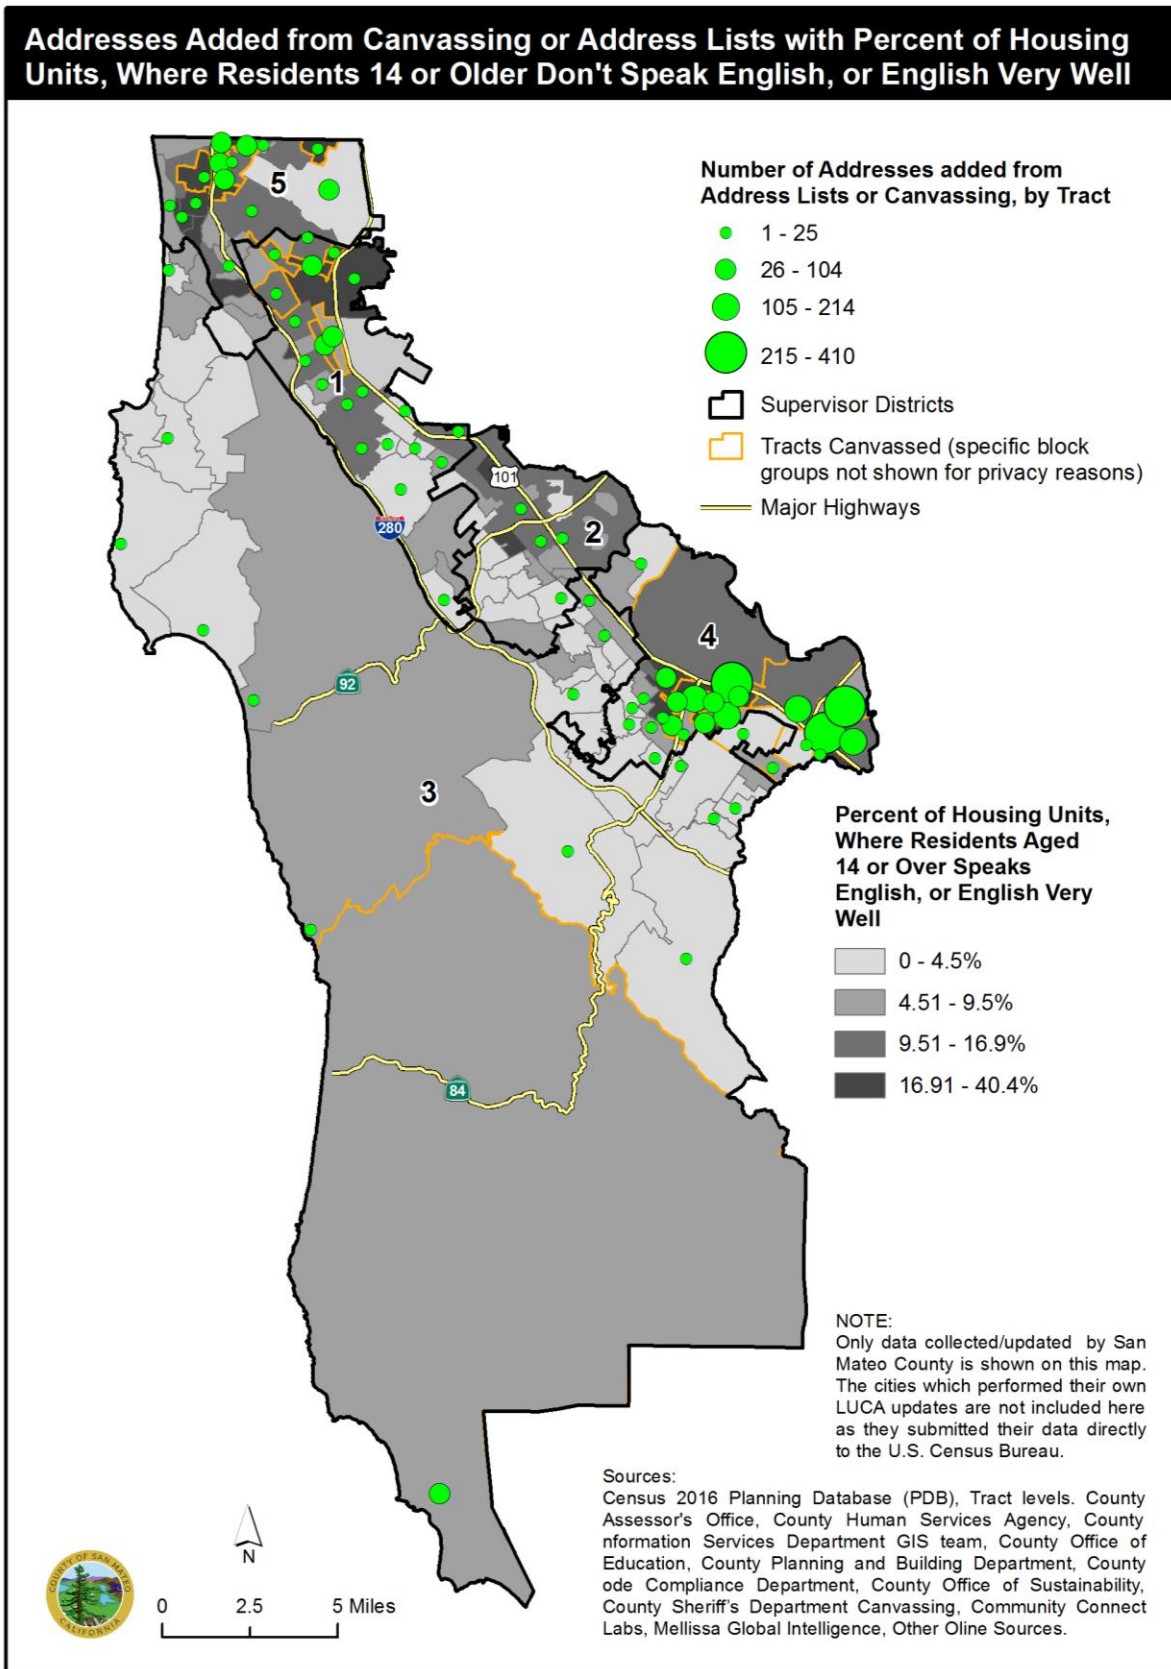 Addresses Added from Canvassing or Address Lists with Percent of Housing
Units, Where Residents 14 or Older Don't Speak English, or English Very Well
Number of Addresses added from
Address Lists or Canvassing, by Tract
1 - 25
26 - 104
105 - 214
215 - 410
Supervisor Districts
Tracts Canvassed (specific block
groups not shown for privacy reasons)
Major Highways
5
1
101
280
2
4
92
3
84
Percent of Housing Units,
Where Residents Aged
14 or Over Speaks
English, or English Very
Well
0 - 4.5%
4.51 - 9.5%
9.51 - 16.9%
16.91 - 40.4%
NOTE:
Only data collected/updated by San
Mateo County is shown on this map.
The cities which performed their own
LUCA updates are not included here
as they submitted their data directly
to the U.S. Census Bureau.
Sources:
Census 2016 Planning Database (PDB), Tract levels. County
Assessor's Office, County Human Services Agency, County
nformation Services Department GIS team, County Office of
Education, County Planning and Building Department, County
ode Compliance Department, County Office of Sustainability,
County Sheriff's Department Canvassing, Community Connect
Labs, Mellissa Global Intelligence, Other Oline Sources.
N
COUNTY OF SAN MATEO
CALIFORNIA
0 2.5 5 Miles